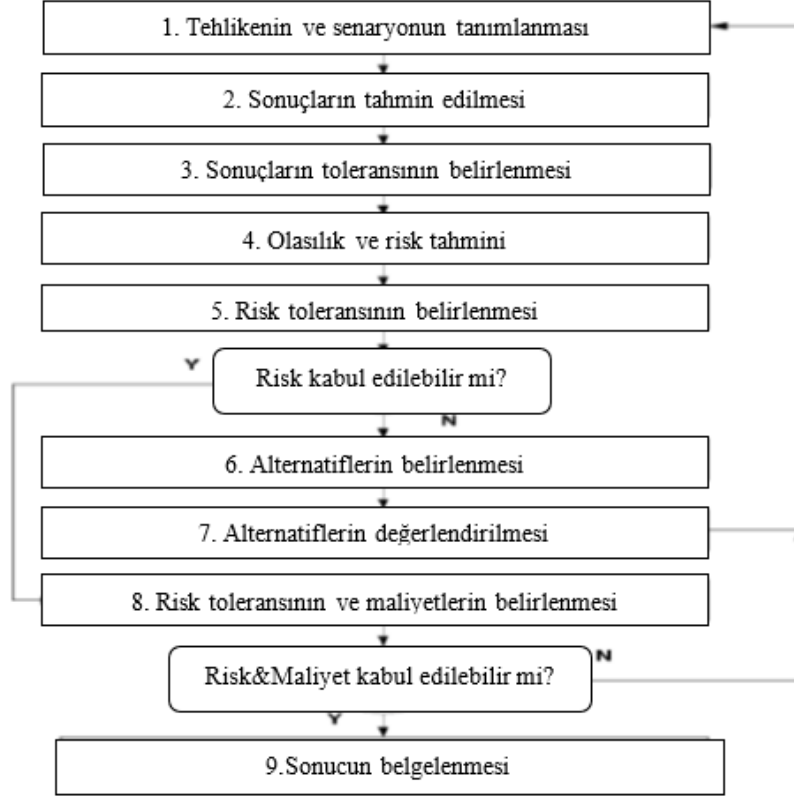 1. Tehlikenin ve senaryonun tanımlanması
2. Sonuçların tahmin edilmesi
3. Sonuçların toleransının belirlenmesi
4. Olasılık ve risk tahmini
5. Risk toleransının belirlenmesi
Y
Risk kabul edilebilir mi?
N
6. Alternatiflerin belirlenmesi
7. Alternatiflerin değerlendirilmesi
8. Risk toleransının ve maliyetlerin belirlenmesi
Risk&Maliyet kabul edilebilir mi?
N
Y
9.Sonucun belgelenmesi